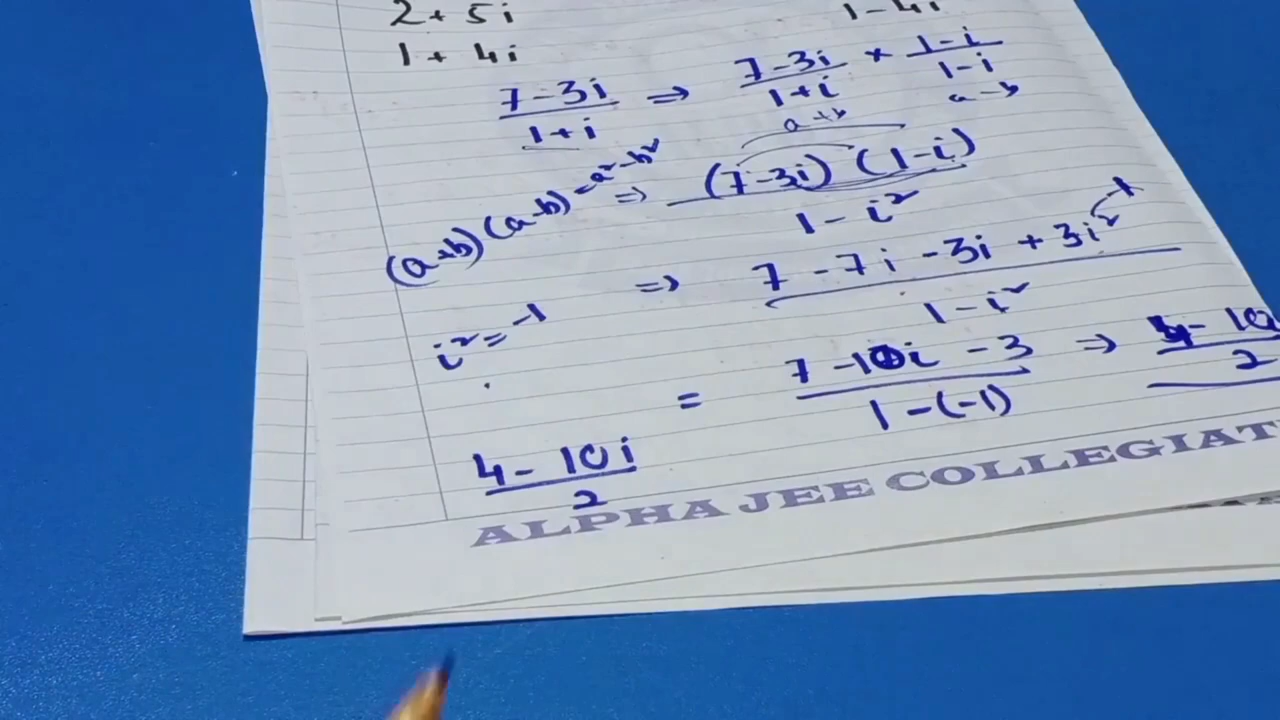 2 + 5i
1 - 4i
1 + 4i
7 - 3i / 1 + i ⇒ 7 - 3i / 1 + i × 1 - i / 1 - i
a + b
a - b
(a+b)(a-b) = a² - b²
⇒ (7-3i) (1-i) / 1 - i²
-1
⇒ 7 - 7i - 3i + 3i² / 1 - i²
i² = -1
= 7 - 10i - 3 / 1 - (-1) ⇒ 4 - 10 / 2
4 - 10i / 2
ALPHA JEE COLLEGIAT